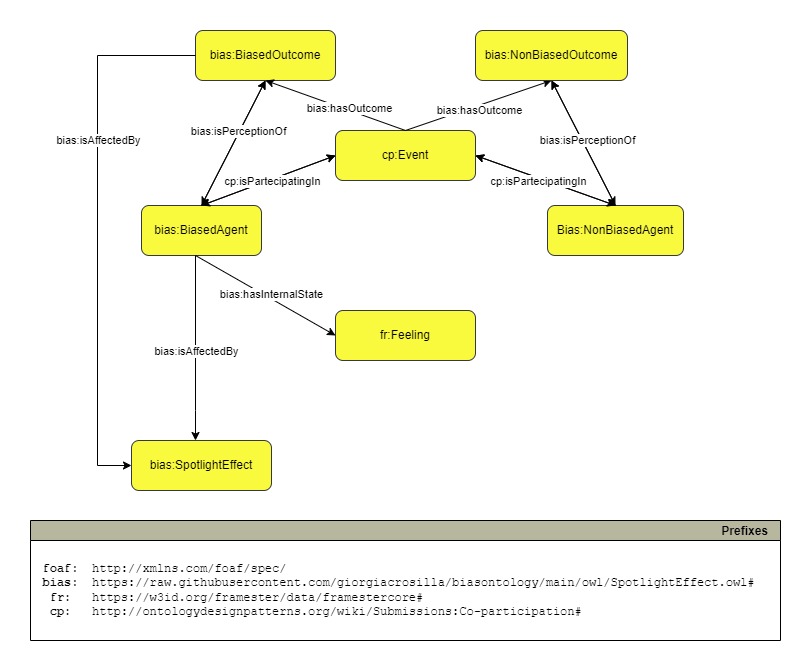 bias:BiasedOutcome
bias:NonBiasedOutcome
bias:hasOutcome
bias:hasOutcome
bias:isAffectedBy
bias:isPerceptionOf
bias:isPerceptionOf
cp:Event
cp:isPartecipatingIn
cp:isPartecipatingIn
bias:BiasedAgent
Bias:NonBiasedAgent
bias:hasInternalState
fr:Feeling
bias:isAffectedBy
bias:SpotlightEffect
Prefixes
foaf: http://xmlns.com/foaf/spec/
bias: https://raw.githubusercontent.com/giorgiacrosilla/biasontology/main/owl/SpotlightEffect.owl#
fr: https://w3id.org/framester/data/framestercore#
cp: http://ontologydesignpatterns.org/wiki/Submissions:Co-participation#